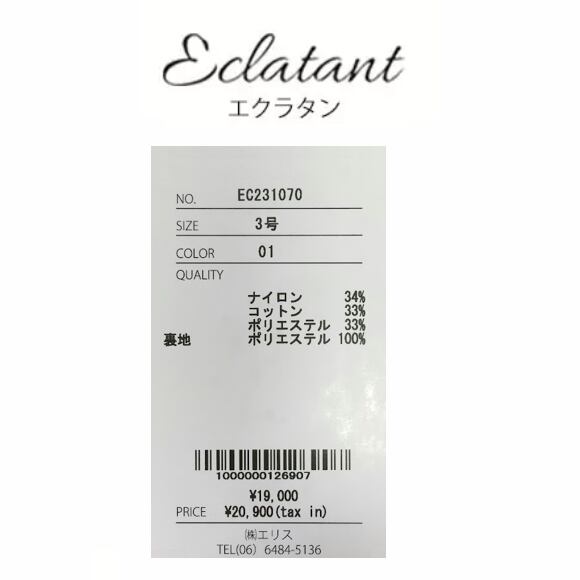 Eclatant
エクラタン
NO. EC231070
SIZE 3号
COLOR 01
QUALITY
ナイロン 34%
コットン 33%
ポリエステル 33%
裏地 ポリエステル 100%
1000000126907
¥19,000
PRICE ¥20,900(tax in)
㈱エリス
TEL(06) 6484-5136